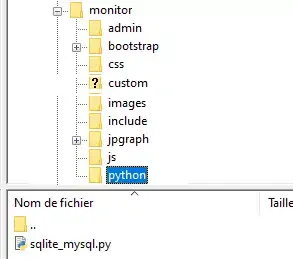 monitor
admin
bootstrap
css
custom
images
include
jpgraph
js
python
Nom de fichier Taille
..
sqlite_mysql.py